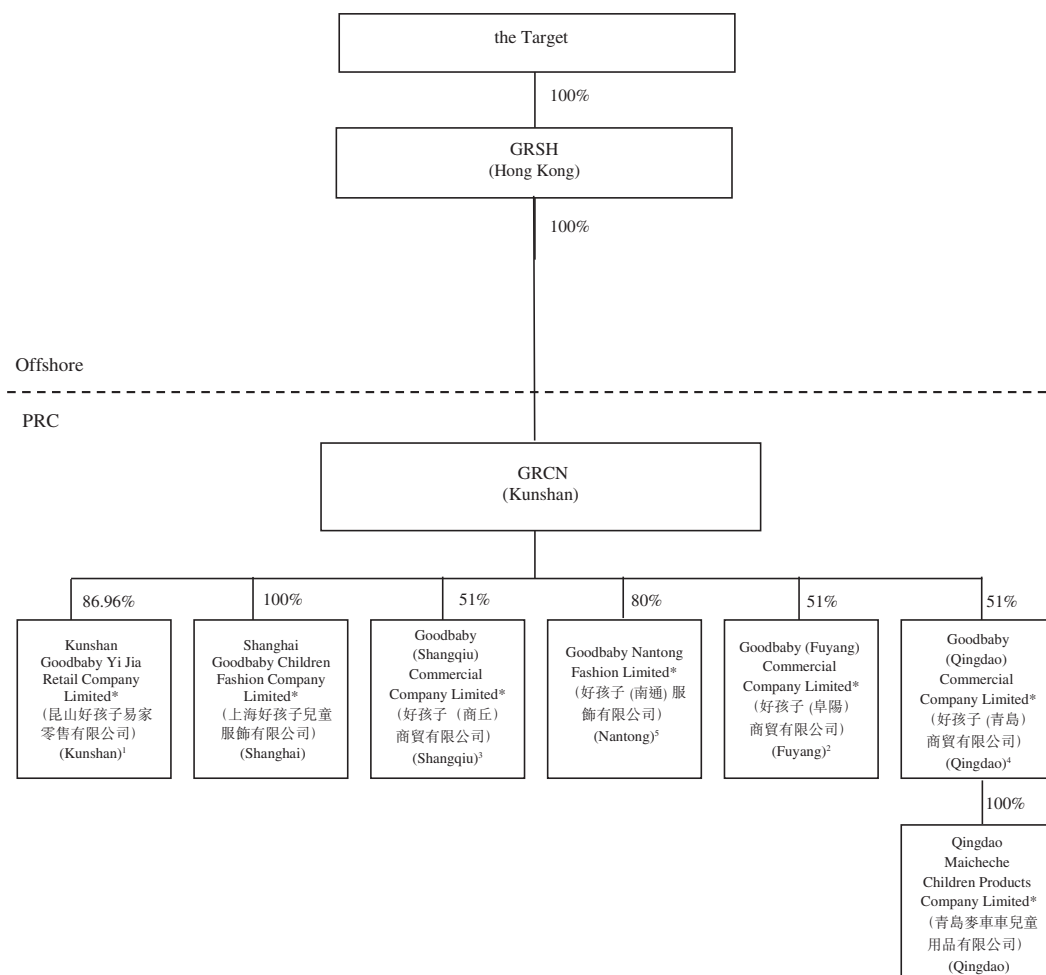 the Target
100%
GRSH
(Hong Kong)
100%
Offshore
PRC
GRCN
(Kunshan)
86.96%
100%
51%
80%
51%
51%
Kunshan
Goodbaby Yi Jia
Retail Company
Limited*
(昆山好孩子易家
零售有限公司)
(Kunshan)1
Shanghai
Goodbaby Children
Fashion Company
Limited*
(上海好孩子兒童
服飾有限公司)
(Shanghai)
Goodbaby
(Shangqiu)
Commercial
Company Limited*
(好孩子（商丘）
商貿有限公司)
(Shangqiu)3
Goodbaby Nantong
Fashion Limited*
(好孩子 (南通) 服
飾有限公司)
(Nantong)5
Goodbaby (Fuyang)
Commercial
Company Limited*
(好孩子 (阜陽)
商貿有限公司)
(Fuyang)2
Goodbaby
(Qingdao)
Commercial
Company Limited*
(好孩子 (青島)
商貿有限公司)
(Qingdao)4
100%
Qingdao
Maicheche
Children Products
Company Limited*
(青島麥車車兒童
用品有限公司)
(Qingdao)